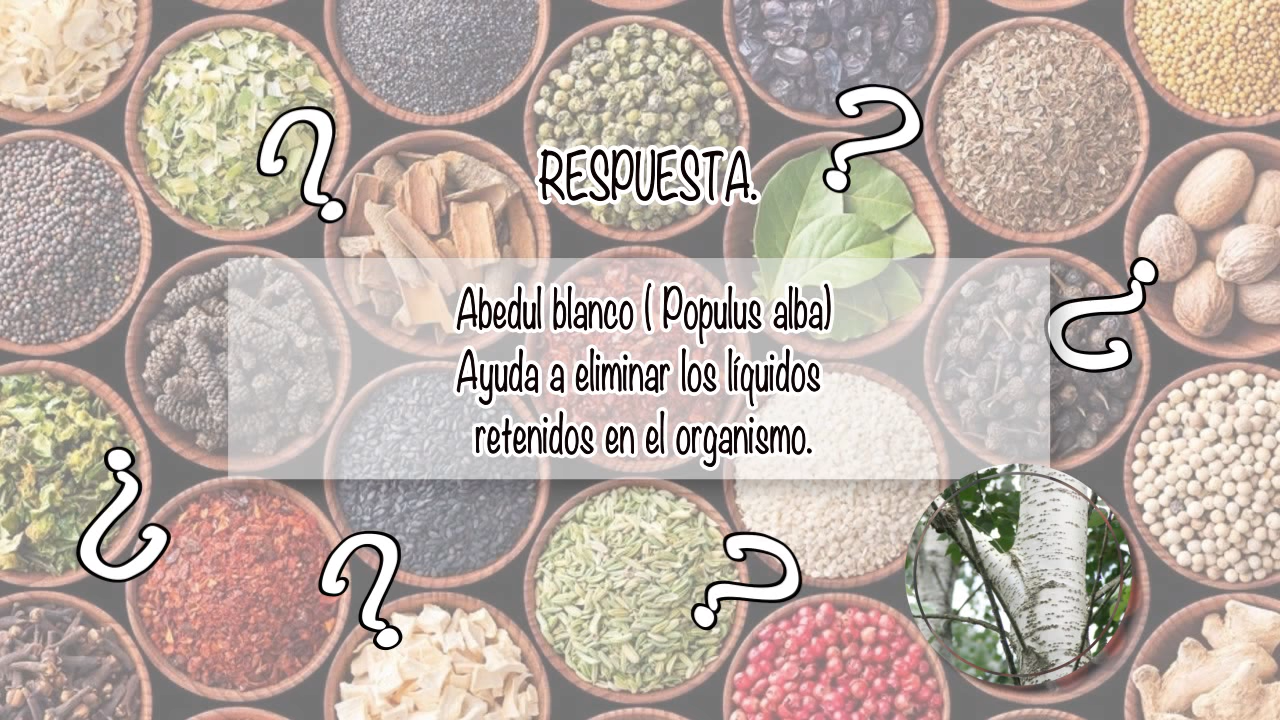 RESPUESTA.
Abedul blanco ( Populus alba)
Ayuda a eliminar los líquidos
retenidos en el organismo.